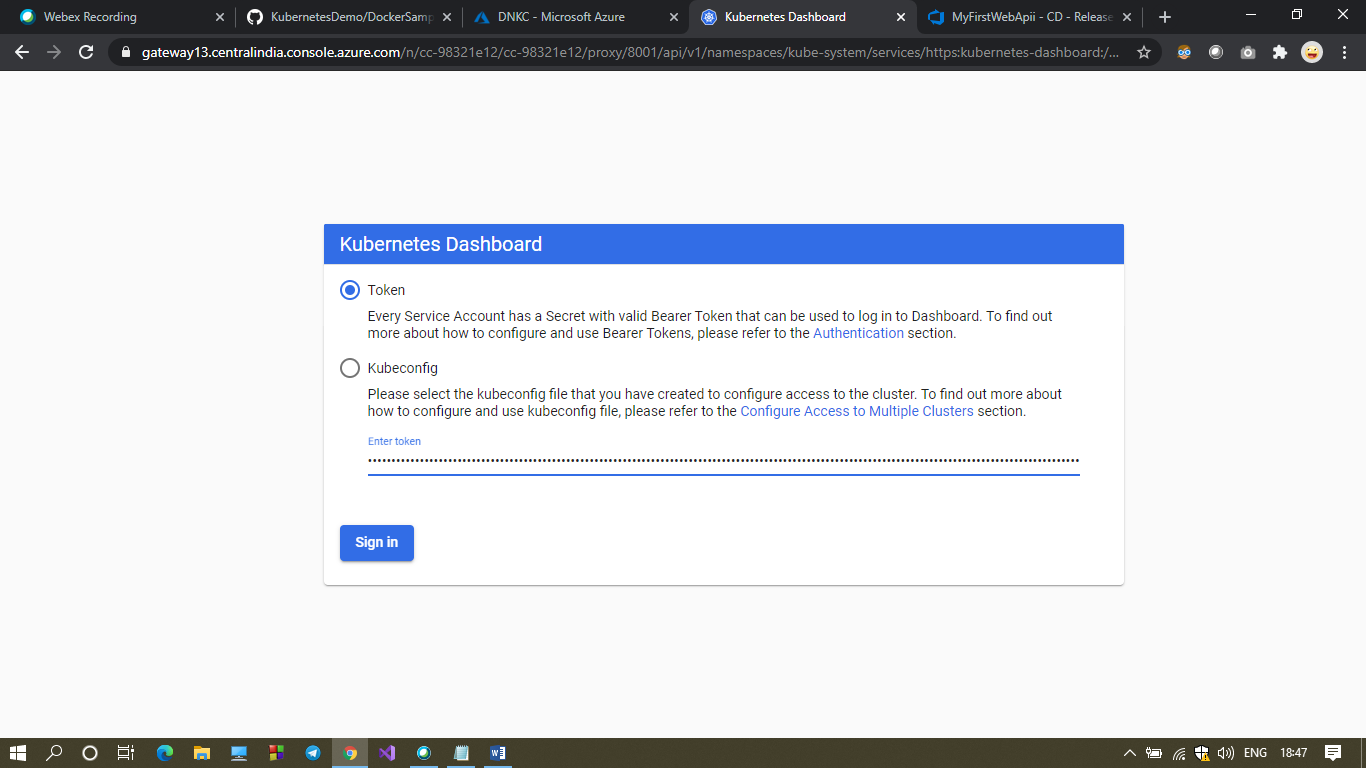 Webex Recording
KubernetesDemo/DockerSamp
DNKC - Microsoft Azure
Kubernetes Dashboard
MyFirstWebApii - CD - Release
gateway13.centralindia.console.azure.com/n/cc-98321e12/cc-98321e12/proxy/8001/api/v1/namespaces/kube-system/services/https:kubernetes-dashboard:/...
Kubernetes Dashboard
Token
Every Service Account has a Secret with valid Bearer Token that can be used to log in to Dashboard. To find out
more about how to configure and use Bearer Tokens, please refer to the Authentication section.
Kubeconfig
Please select the kubeconfig file that you have created to configure access to the cluster. To find out more about
how to configure and use kubeconfig file, please refer to the Configure Access to Multiple Clusters section.
Enter token
Sign in
ENG
18:47